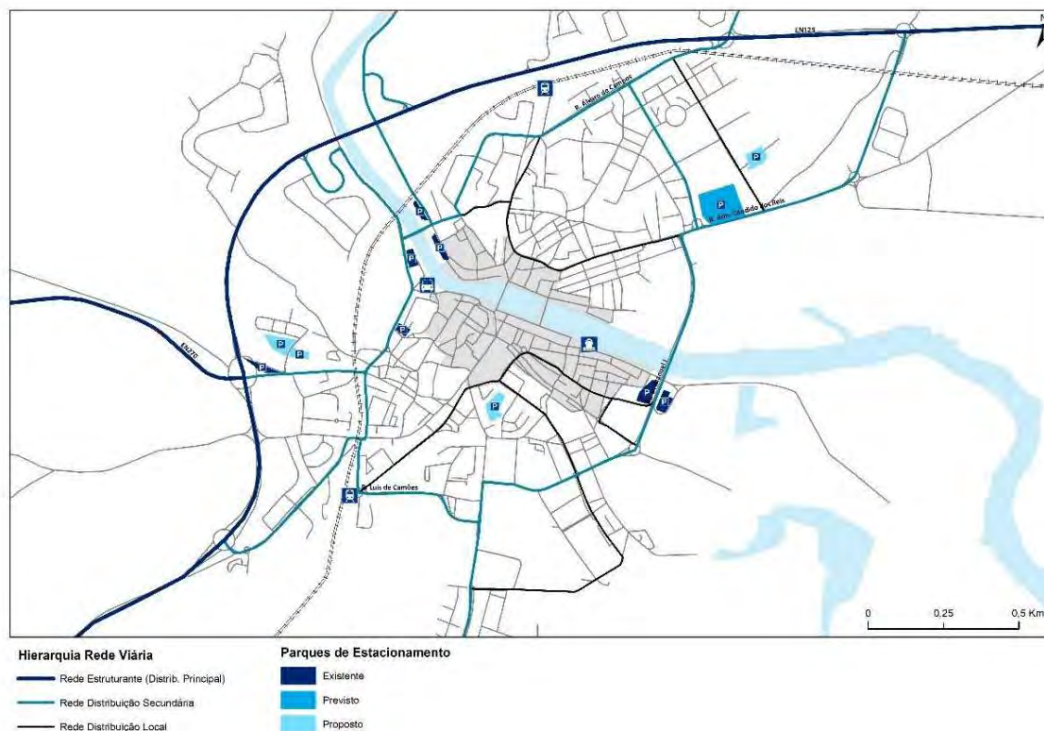 N
EN125
R. Álvaro de Campos
P
P
R. Alm. Cândido dos Reis
P
P
P
P
EN270
P
P
P
P
P
R. Luís de Camões
0
0,25
0,5 Km
Hierarquia Rede Viária
Rede Estruturante (Distrib. Principal)
Rede Distribuição Secundária
Rede Distribuição Local
Parques de Estacionamento
Existente
Previsto
Proposto